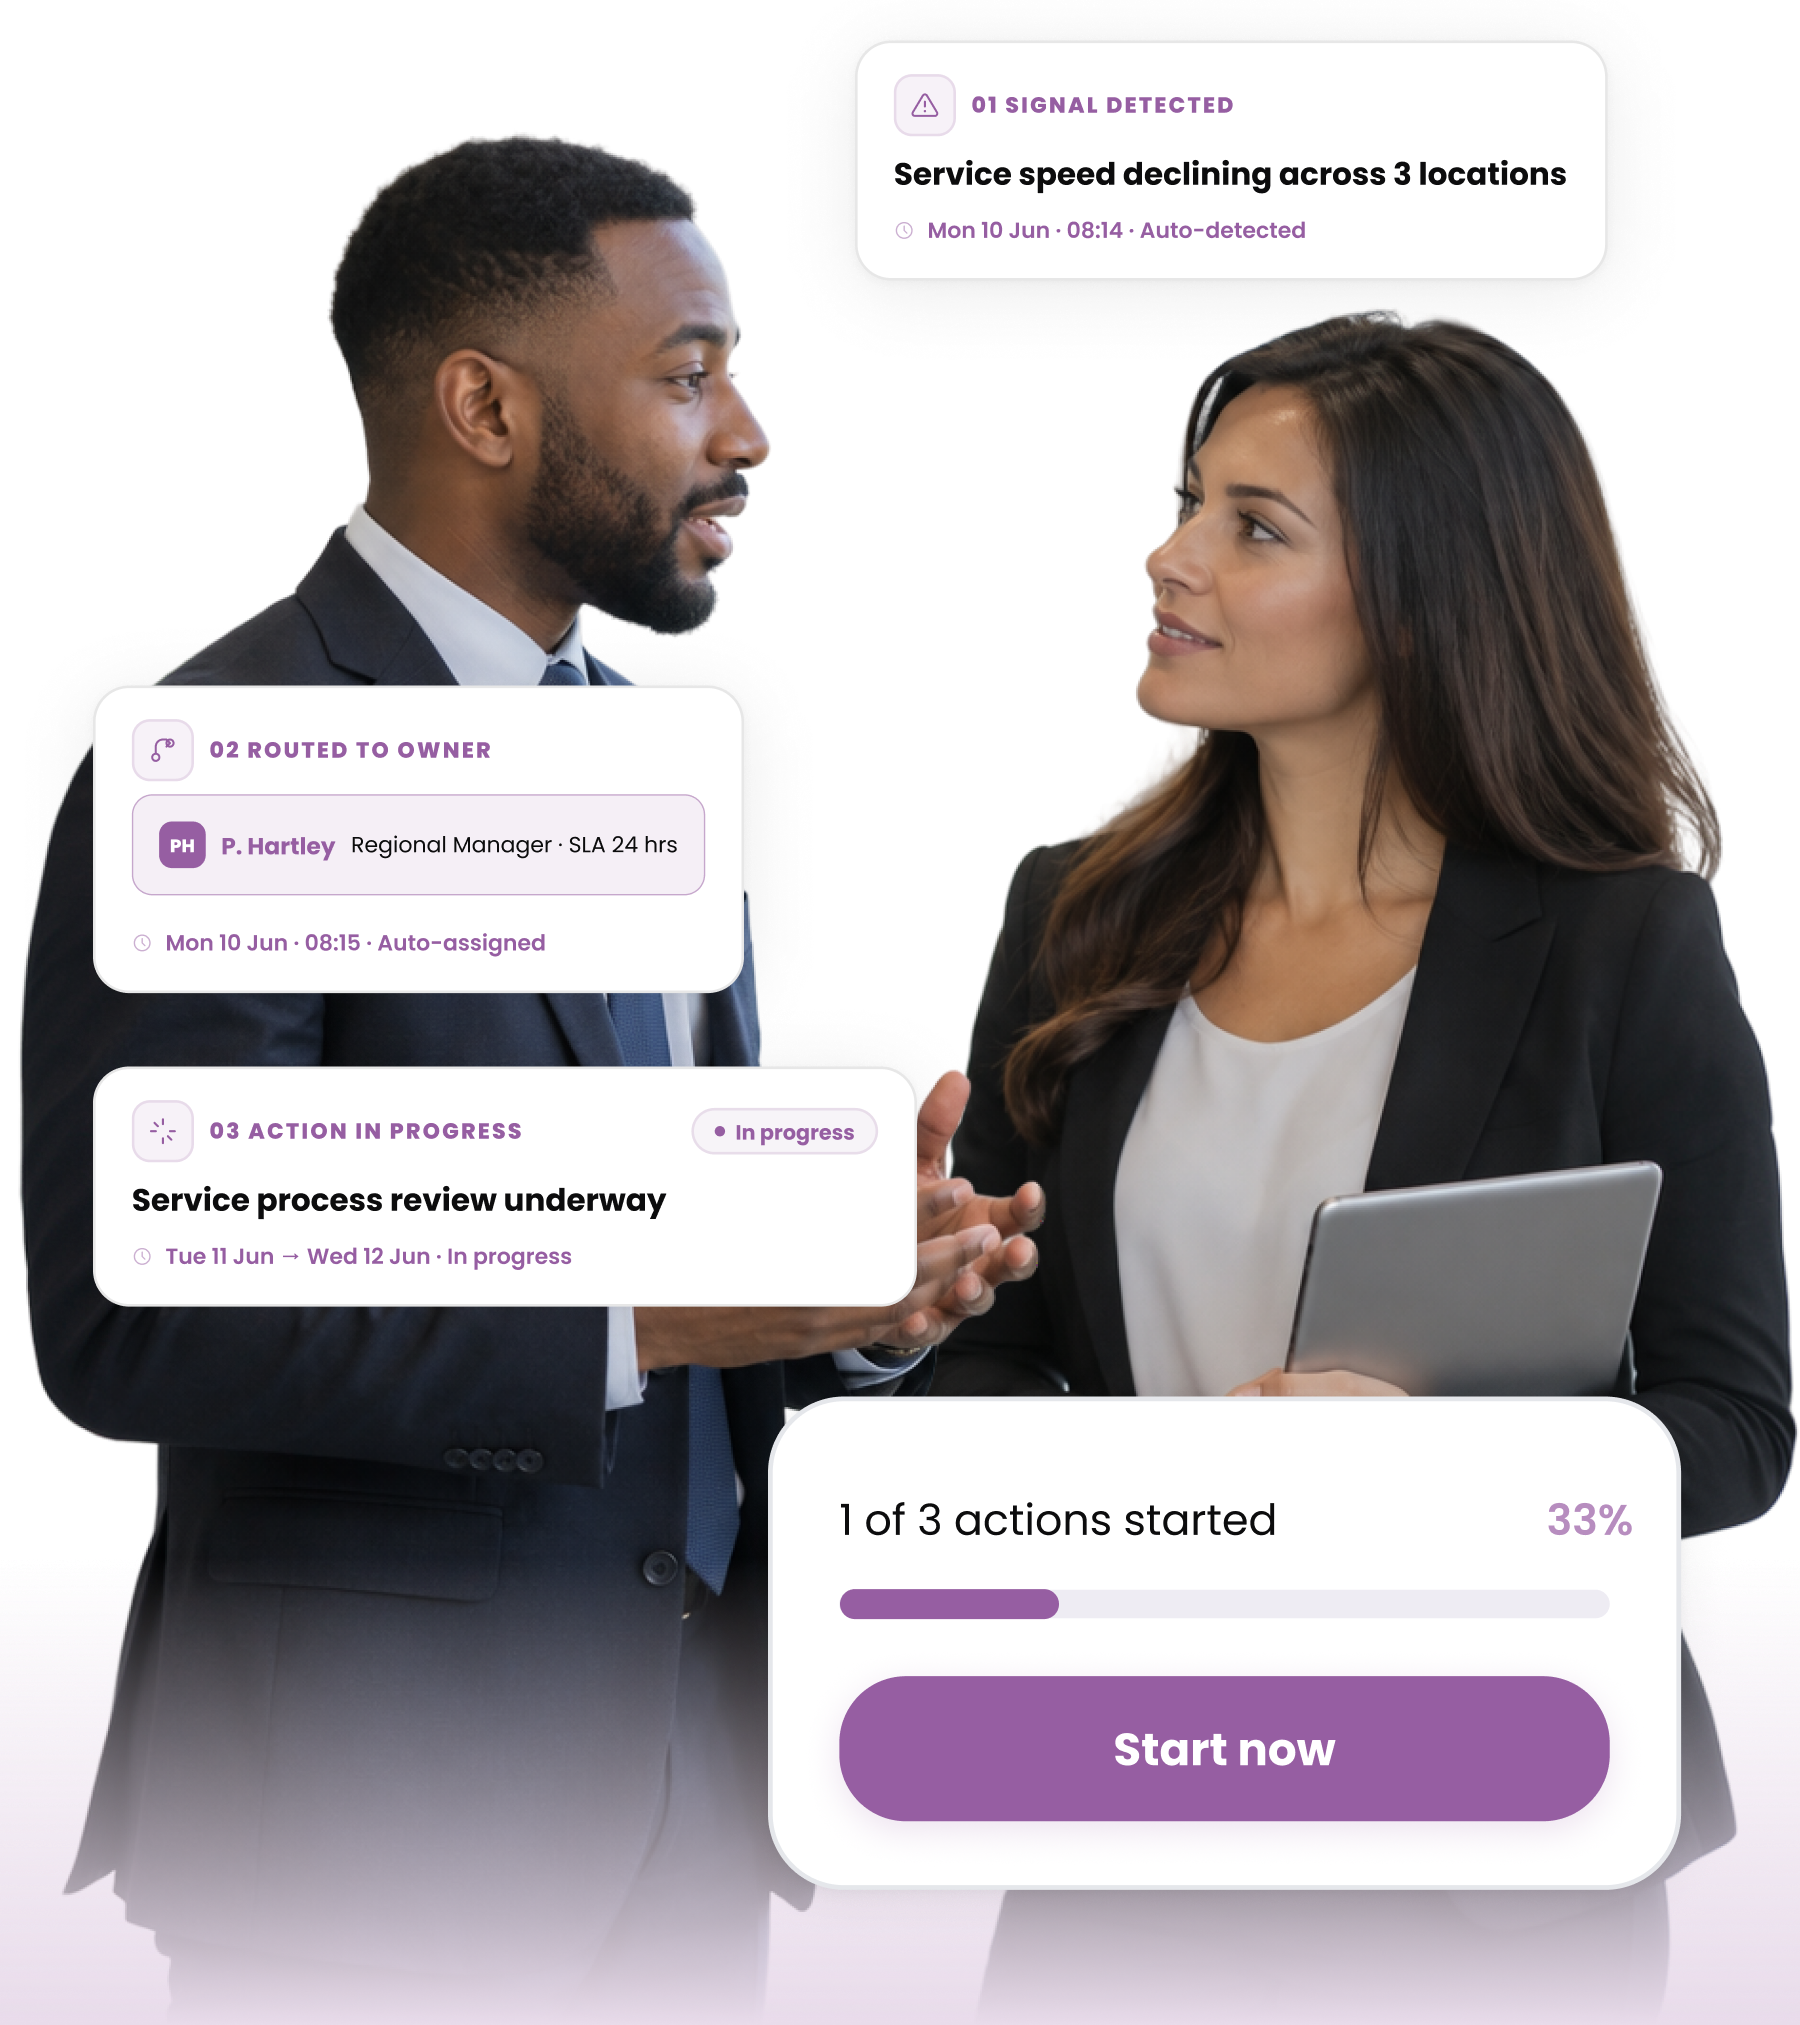 01 SIGNAL DETECTED
Service speed declining across 3 locations
Mon 10 Jun · 08:14 · Auto-detected
02 ROUTED TO OWNER
PH P. Hartley Regional Manager · SLA 24 hrs
Mon 10 Jun · 08:15 · Auto-assigned
03 ACTION IN PROGRESS
In progress
Service process review underway
Tue 11 Jun → Wed 12 Jun · In progress
1 of 3 actions started 33%
Start now